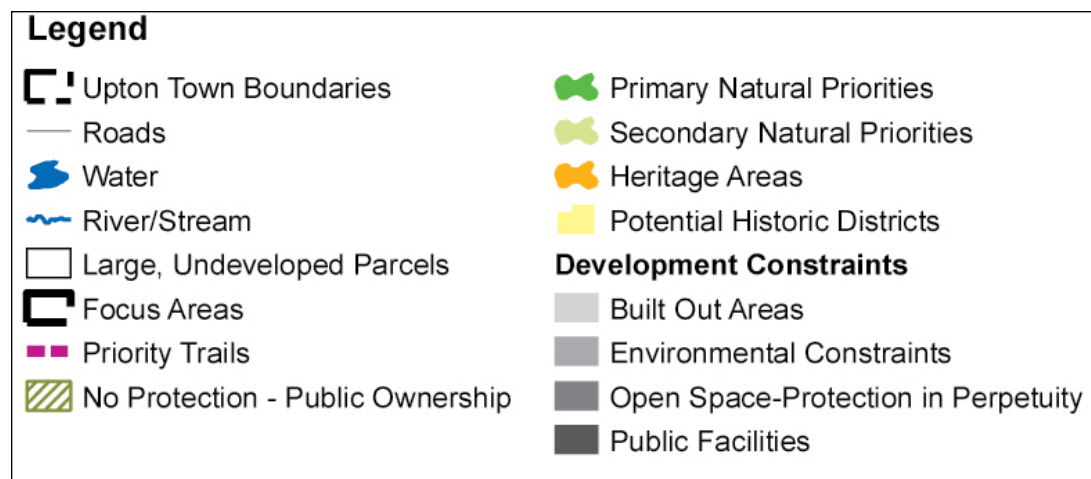 Legend
Upton Town Boundaries
Roads
Water
River/Stream
Large, Undeveloped Parcels
Focus Areas
Priority Trails
No Protection - Public Ownership
Primary Natural Priorities
Secondary Natural Priorities
Heritage Areas
Potential Historic Districts
Development Constraints
Built Out Areas
Environmental Constraints
Open Space-Protection in Perpetuity
Public Facilities